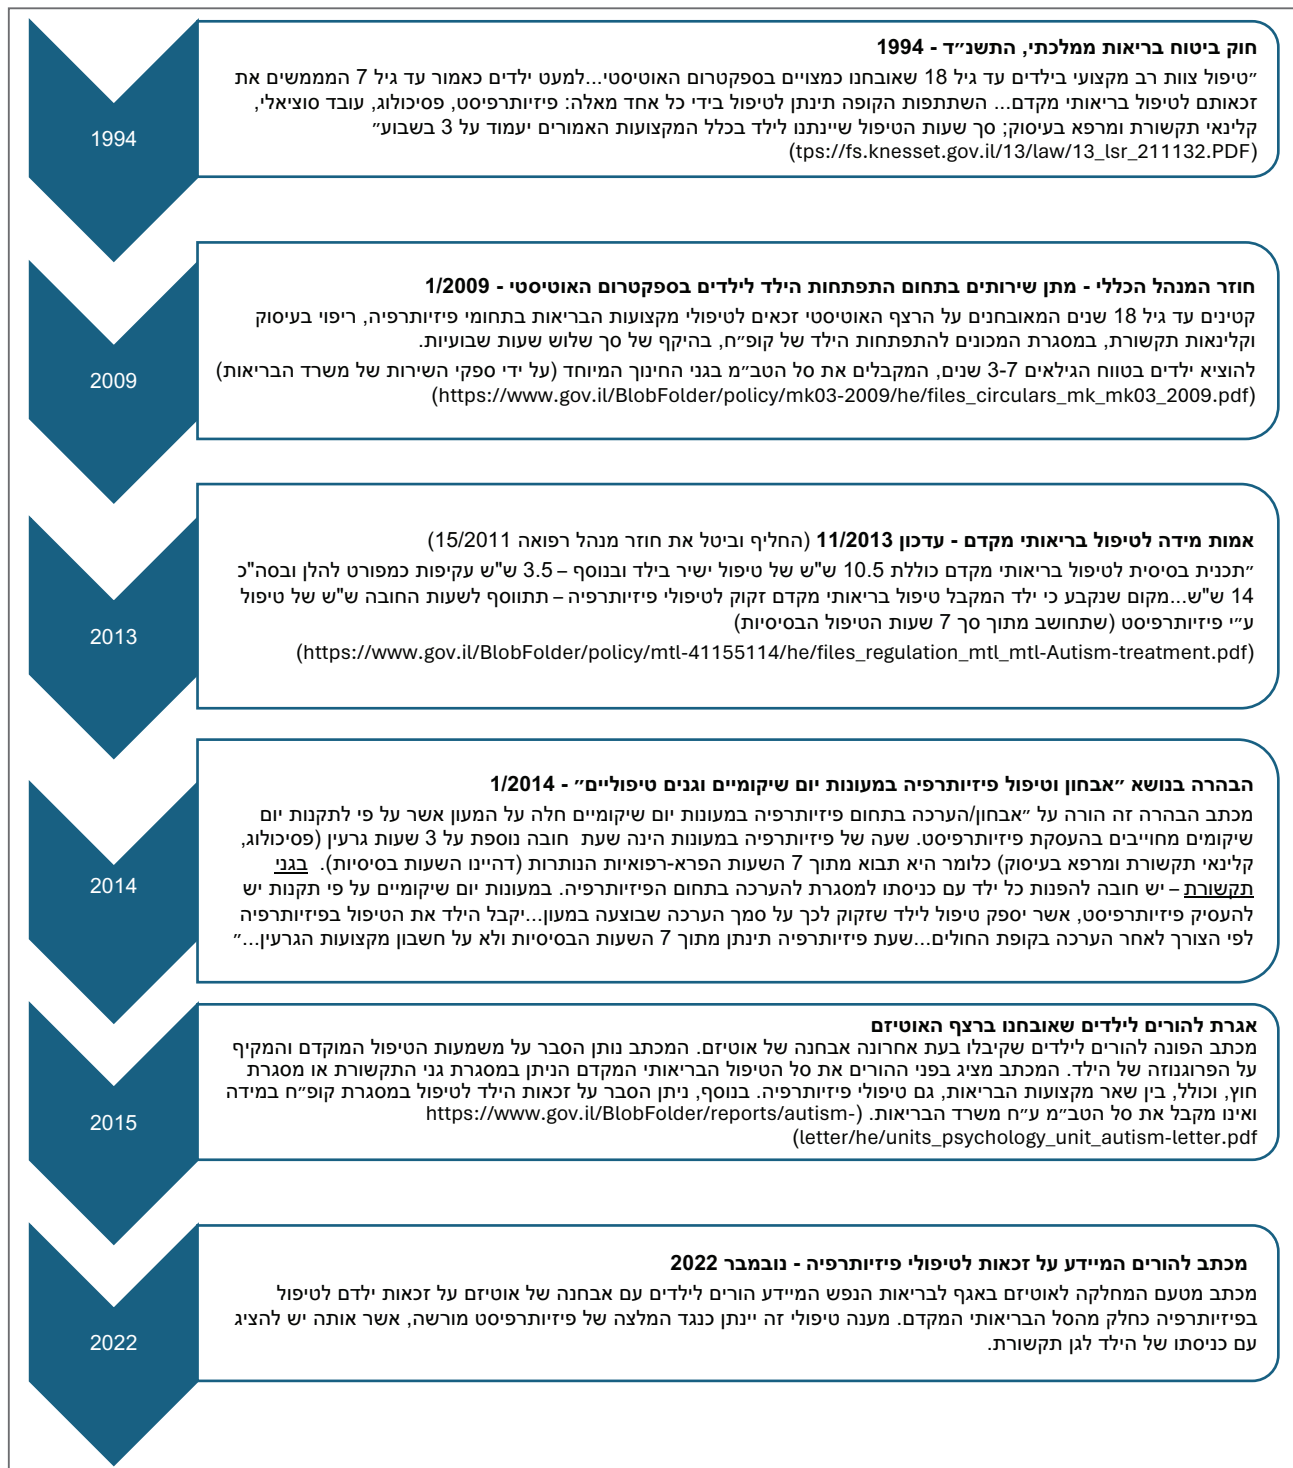 1994
חוק ביטוח בריאות ממלכתי, התשנ״ד - 1994
״טיפול צוות רב מקצועי בילדים עד גיל 18 שאובחנו כמצויים בספקטרום האוטיסטי...למעט ילדים כאמור עד גיל 7 המממשים את
זכאותם לטיפול בריאותי מקדם... השתתפות הקופה תינתן לטיפול בידי כל אחד מאלה: פיזיותרפיסט, פסיכולוג, עובד סוציאלי,
קלינאי תקשורת ומרפא בעיסוק; סך שעות הטיפול שיינתנו לילד בכלל המקצועות האמורים יעמוד על 3 בשבוע״
(tps://fs.knesset.gov.il/13/law/13_lsr_211132.PDF)
2009
חוזר המנהל הכללי - מתן שירותים בתחום התפתחות הילד לילדים בספקטרום האוטיסטי - 1/2009
קטינים עד גיל 18 שנים המאובחנים על הרצף האוטיסטי זכאים לטיפולי מקצועות הבריאות בתחומי פיזיותרפיה, ריפוי בעיסוק
וקלינאות תקשורת, במסגרת המכונים להתפתחות הילד של קופ״ח, בהיקף של סך שלוש שעות שבועיות.
להוציא ילדים בטווח הגילאים 3-7 שנים, המקבלים את סל הטב״מ בגני החינוך המיוחד (על ידי ספקי השירות של משרד הבריאות)
(https://www.gov.il/BlobFolder/policy/mk03-2009/he/files_circulars_mk_mk03_2009.pdf)
2013
אמות מידה לטיפול בריאותי מקדם - עדכון 11/2013 (החליף וביטל את חוזר מנהל רפואה 15/2011)
״תכנית בסיסית לטיפול בריאותי מקדם כוללת 10.5 ש"ש של טיפול ישיר בילד ובנוסף – 3.5 ש"ש עקיפות כמפורט להלן ובסה"כ
14 ש"ש...מקום שנקבע כי ילד המקבל טיפול בריאותי מקדם זקוק לטיפולי פיזיותרפיה – תתווסף לשעות החובה ש"ש של טיפול
ע״י פיזיותרפיסט (שתחושב מתוך סך 7 שעות הטיפול הבסיסיות)
(https://www.gov.il/BlobFolder/policy/mtl-41155114/he/files_regulation_mtl_mtl-Autism-treatment.pdf)
2014
הבהרה בנושא ״אבחון וטיפול פיזיותרפיה במעונות יום שיקומיים וגנים טיפוליים״ - 1/2014
מכתב הבהרה זה הורה על ״אבחון/הערכה בתחום פיזיותרפיה במעונות יום שיקומיים חלה על המעון אשר על פי לתקנות יום
שיקומים מחוייבים בהעסקת פיזיותרפיסט. שעה של פיזיותרפיה במעונות הינה שעת חובה נוספת על 3 שעות גרעין (פסיכולוג,
קלינאי תקשורת ומרפא בעיסוק) כלומר היא תבוא מתוך 7 השעות הפרא-רפואיות הנותרות (דהיינו השעות בסיסיות). בגני
תקשורת – יש חובה להפנות כל ילד עם כניסתו למסגרת להערכה בתחום הפיזיותרפיה. במעונות יום שיקומיים על פי תקנות יש
להעסיק פיזיותרפיסט, אשר יספק טיפול לילד שזקוק לכך על סמך הערכה שבוצעה במעון...יקבל הילד את הטיפול בפיזיותרפיה
לפי הצורך לאחר הערכה בקופת החולים...שעת פיזיותרפיה תינתן מתוך 7 השעות הבסיסיות ולא על חשבון מקצועות הגרעין...״
2015
אגרת להורים לילדים שאובחנו ברצף האוטיזם
מכתב הפונה להורים לילדים שקיבלו בעת אחרונה אבחנה של אוטיזם. המכתב נותן הסבר על משמעות הטיפול המוקדם והמקיף
על הפרוגנוזה של הילד. המכתב מציג בפני ההורים את סל הטיפול הבריאותי המקדם הניתן במסגרת גני התקשורת או מסגרת
חוץ, וכולל, בין שאר מקצועות הבריאות, גם טיפולי פיזיותרפיה. בנוסף, ניתן הסבר על זכאות הילד לטיפול במסגרת קופ״ח במידה
ואינו מקבל את סל הטב״מ ע״ח משרד הבריאות. (https://www.gov.il/BlobFolder/reports/autism-
letter/he/units_psychology_unit_autism-letter.pdf)
2022
מכתב להורים המיידע על זכאות לטיפולי פיזיותרפיה - נובמבר 2022
מכתב מטעם המחלקה לאוטיזם באגף לבריאות הנפש המיידע הורים לילדים עם אבחנה של אוטיזם על זכאות ילדם לטיפול
בפיזיותרפיה כחלק מהסל הבריאותי המקדם. מענה טיפולי זה יינתן כנגד המלצה של פיזיותרפיסט מורשה, אשר אותה יש להציג
עם כניסתו של הילד לגן תקשורת.